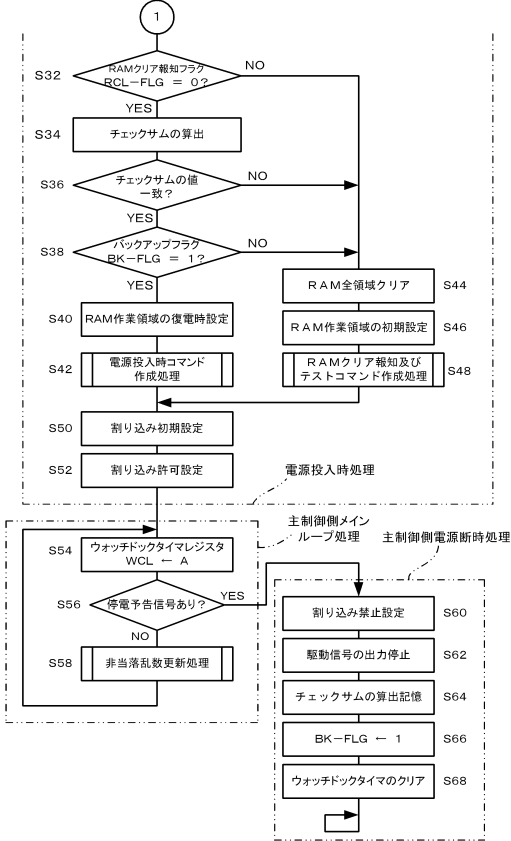 1
S32
RAMクリア報知フラグ
RCL-FLG = 0?
NO
YES
S34
チェックサムの算出
S36
チェックサムの値
一致?
NO
YES
S38
バックアップフラグ
BK-FLG = 1?
NO
YES
RAM全領域クリア
S44
S40
RAM作業領域の復電時設定
RAM作業領域の初期設定
S46
S42
電源投入時コマンド
作成処理
RAMクリア報知及び
テストコマンド作成処理
S48
S50
割り込み初期設定
S52
割り込み許可設定
電源投入時処理
主制御側メイン
ループ処理
主制御側電源断時処理
S54
ウォッチドックタイマレジスタ
WCL ← A
S56
停電予告信号あり?
YES
NO
S58
非当落乱数更新処理
割り込み禁止設定
S60
駆動信号の出力停止
S62
チェックサムの算出記憶
S64
BK-FLG ← 1
S66
ウォッチドックタイマのクリア
S68